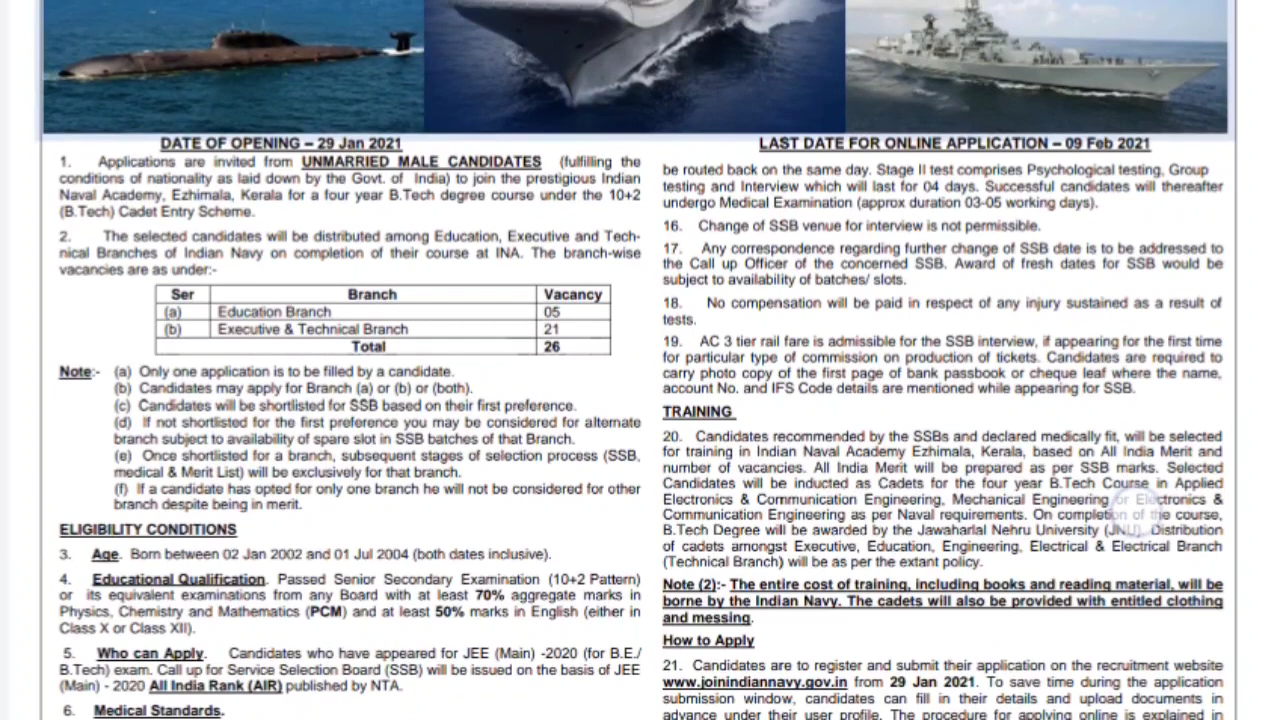 DATE OF OPENING – 29 Jan 2021
1. Applications are invited from UNMARRIED MALE CANDIDATES (fulfilling the
conditions of nationality as laid down by the Govt. of India) to join the prestigious Indian
Naval Academy, Ezhimala, Kerala for a four year B.Tech degree course under the 10+2
(B.Tech) Cadet Entry Scheme.
2. The selected candidates will be distributed among Education, Executive and Tech-
nical Branches of Indian Navy on completion of their course at INA. The branch-wise
vacancies are as under:-
Ser Branch Vacancy
(a) Education Branch 05
(b) Executive & Technical Branch 21
Total 26
Note:- (a) Only one application is to be filled by a candidate.
(b) Candidates may apply for Branch (a) or (b) or (both).
(c) Candidates will be shortlisted for SSB based on their first preference.
(d) If not shortlisted for the first preference you may be considered for alternate
branch subject to availability of spare slot in SSB batches of that Branch.
(e) Once shortlisted for a branch, subsequent stages of selection process (SSB,
medical & Merit List) will be exclusively for that branch.
(f) If a candidate has opted for only one branch he will not be considered for other
branch despite being in merit.
ELIGIBILITY CONDITIONS
3. Age. Born between 02 Jan 2002 and 01 Jul 2004 (both dates inclusive).
4. Educational Qualification. Passed Senior Secondary Examination (10+2 Pattern)
or its equivalent examinations from any Board with at least 70% aggregate marks in
Physics, Chemistry and Mathematics (PCM) and at least 50% marks in English (either in
Class X or Class XII).
5. Who can Apply. Candidates who have appeared for JEE (Main) -2020 (for B.E./
B.Tech) exam. Call up for Service Selection Board (SSB) will be issued on the basis of JEE
(Main) - 2020 All India Rank (AIR) published by NTA.
6. Medical Standards.
LAST DATE FOR ONLINE APPLICATION – 09 Feb 2021
be routed back on the same day. Stage II test comprises Psychological testing, Group
testing and Interview which will last for 04 days. Successful candidates will thereafter
undergo Medical Examination (approx duration 03-05 working days).
16. Change of SSB venue for interview is not permissible.
17. Any correspondence regarding further change of SSB date is to be addressed to
the Call up Officer of the concerned SSB. Award of fresh dates for SSB would be
subject to availability of batches/ slots.
18. No compensation will be paid in respect of any injury sustained as a result of
tests.
19. AC 3 tier rail fare is admissible for the SSB interview, if appearing for the first time
for particular type of commission on production of tickets. Candidates are required to
carry photo copy of the first page of bank passbook or cheque leaf where the name,
account No. and IFS Code details are mentioned while appearing for SSB.
TRAINING
20. Candidates recommended by the SSBs and declared medically fit, will be selected
for training in Indian Naval Academy Ezhimala, Kerala, based on All India Merit and
number of vacancies. All India Merit will be prepared as per SSB marks. Selected
Candidates will be inducted as Cadets for the four year B.Tech Course in Applied
Electronics & Communication Engineering, Mechanical Engineering or Electronics &
Communication Engineering as per Naval requirements. On completion of the course,
B.Tech Degree will be awarded by the Jawaharlal Nehru University (JNU). Distribution
of cadets amongst Executive, Education, Engineering, Electrical & Electrical Branch
(Technical Branch) will be as per the extant policy.
Note (2):- The entire cost of training, including books and reading material, will be
borne by the Indian Navy. The cadets will also be provided with entitled clothing
and messing.
How to Apply
21. Candidates are to register and submit their application on the recruitment website
www.joinindiannavy.gov.in from 29 Jan 2021. To save time during the application
submission window, candidates can fill in their details and upload documents in
advance under their user profile. The procedure for applying online is explained in